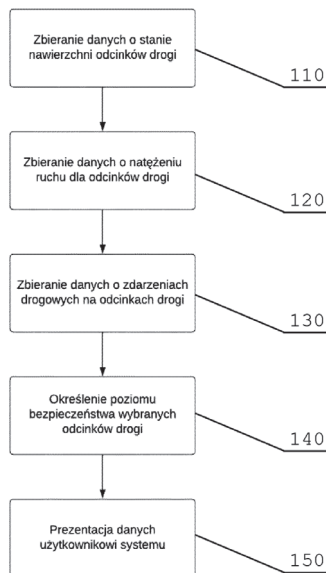 Zbieranie danych o stanie
nawierzchni odcinków drogi
110
Zbieranie danych o natężeniu
ruchu dla odcinków drogi
120
Zbieranie danych o zdarzeniach
drogowych na odcinkach drogi
130
Określenie poziomu
bezpieczeństwa wybranych
odcinków drogi
140
Prezentacja danych
użytkownikowi systemu
150